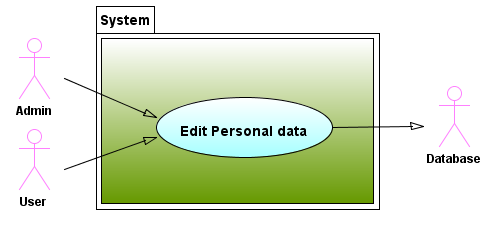 System
Admin
Edit Personal data
Database
User